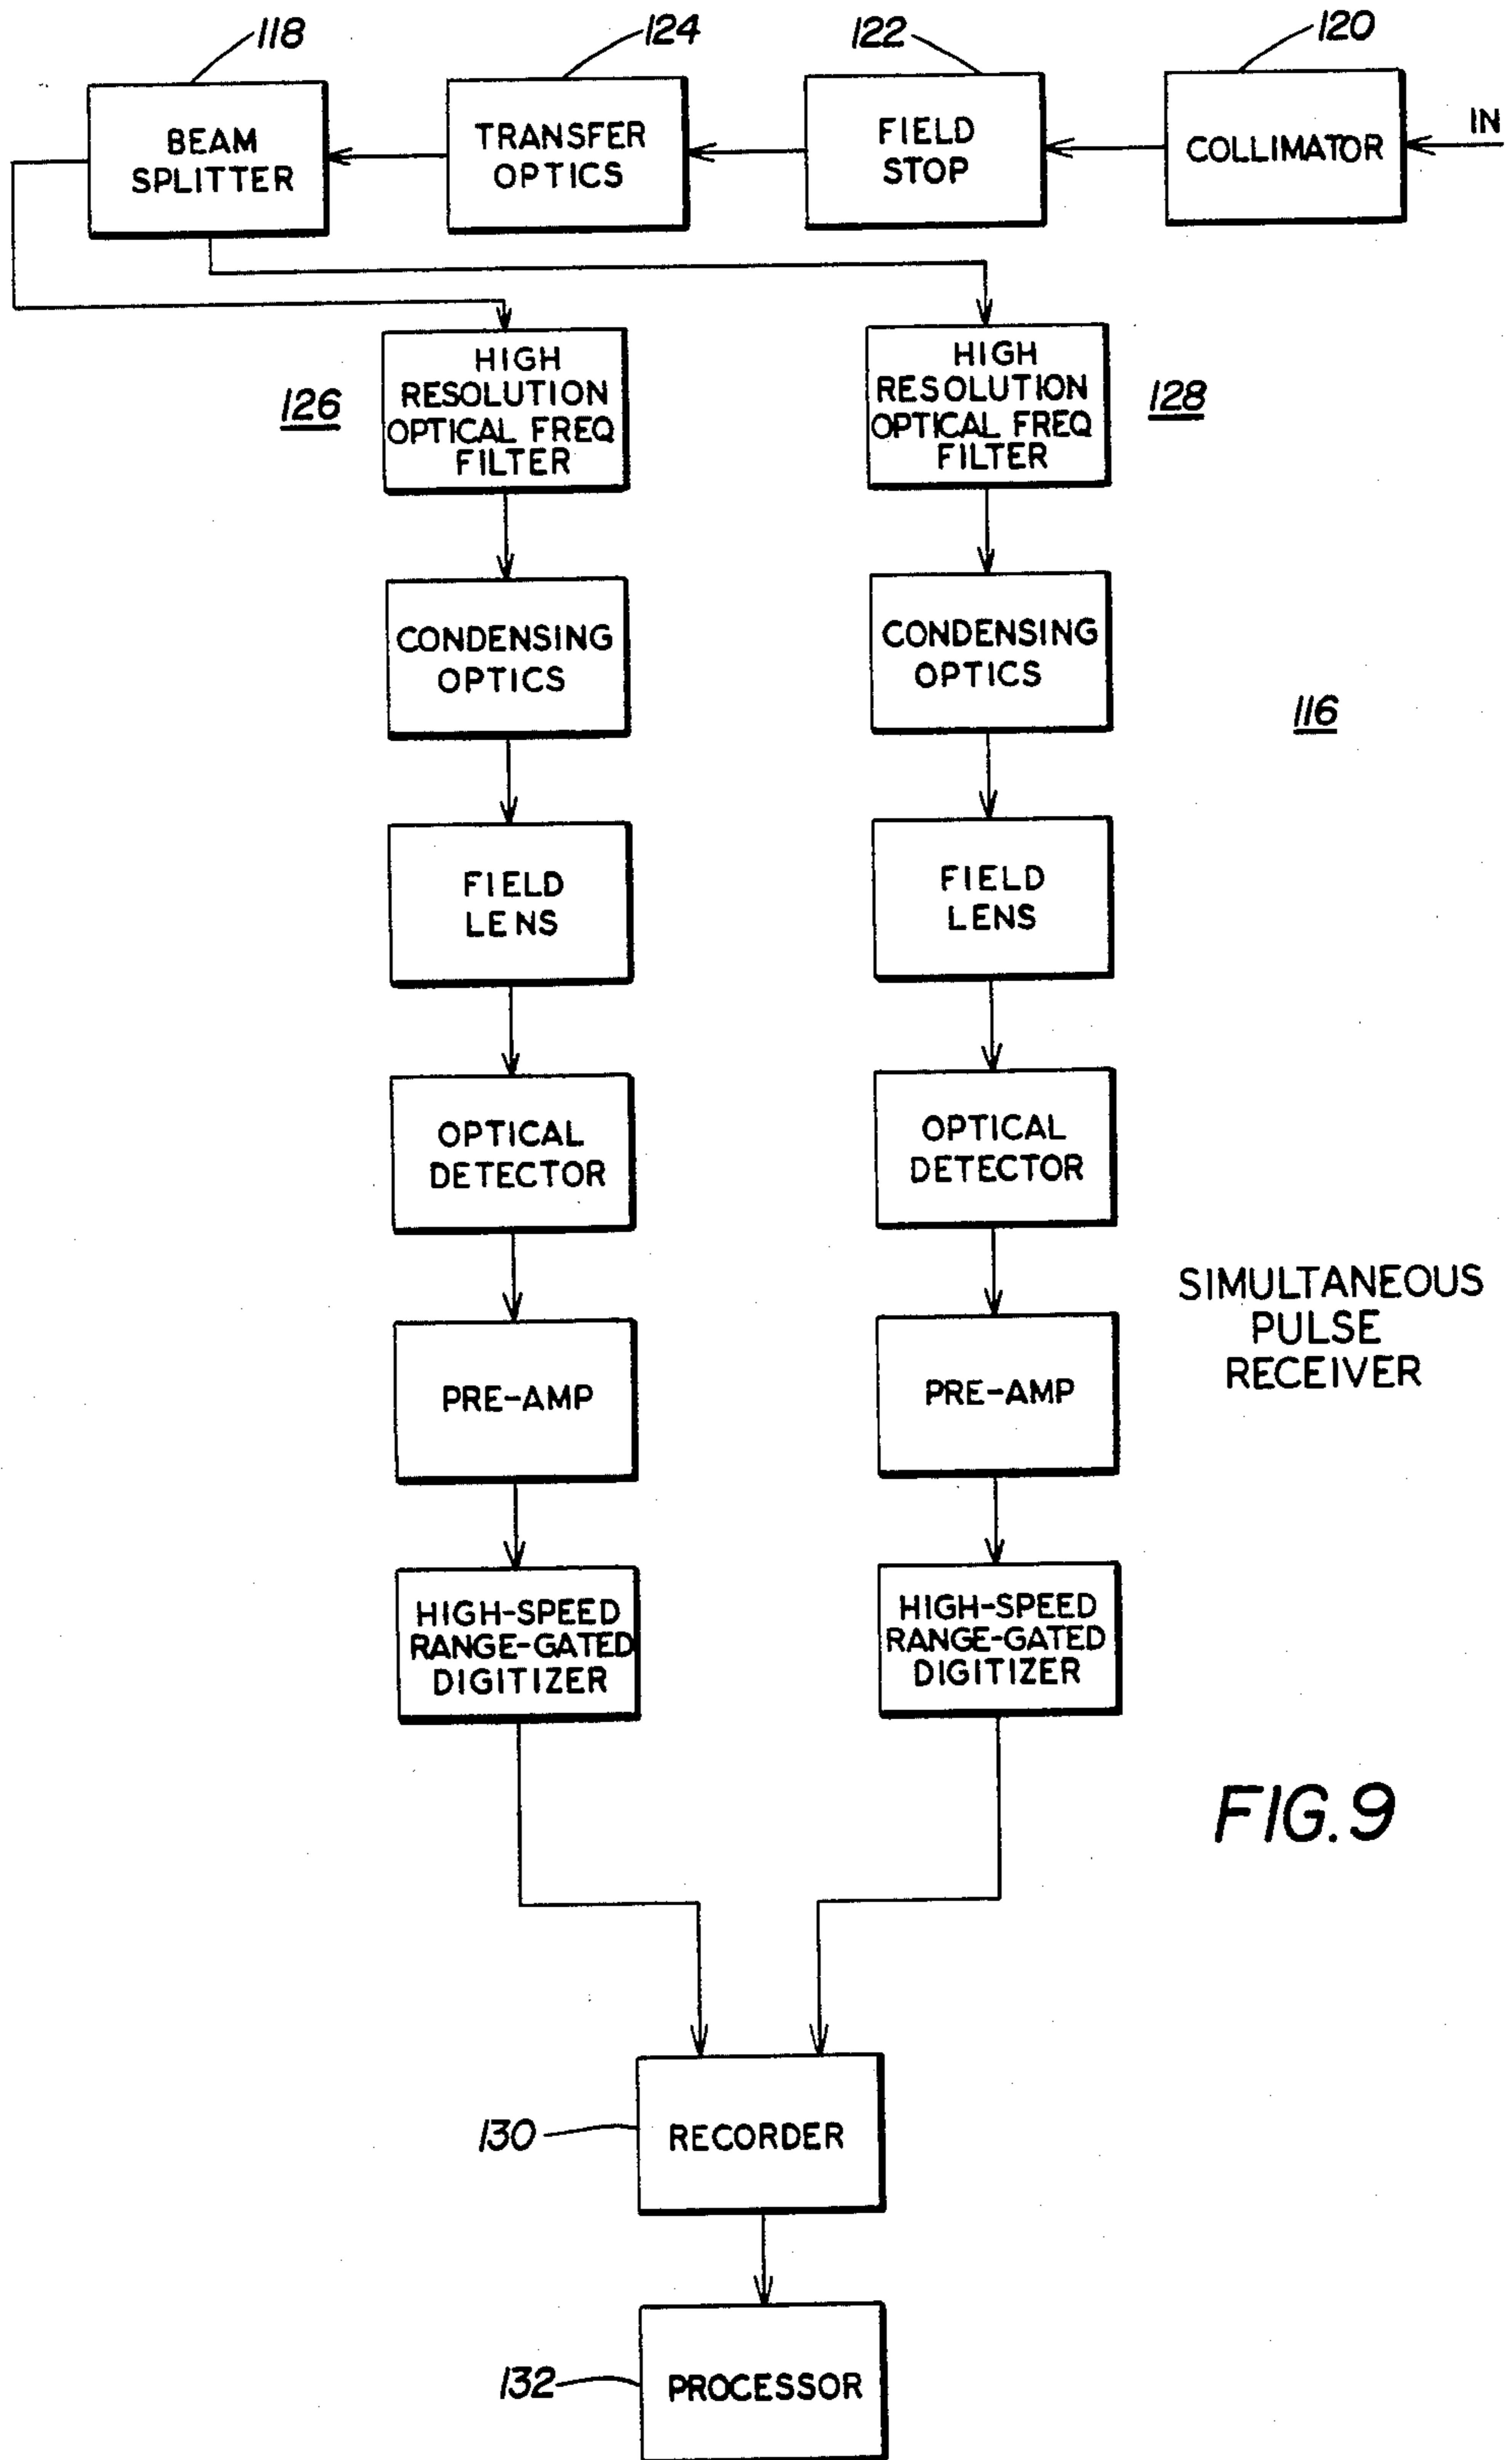 118
124
122
120
BEAM
SPLITTER
TRANSFER
OPTICS
FIELD
STOP
COLLIMATOR
IN
126
HIGH
RESOLUTION
OPTICAL FREQ
FILTER
HIGH
RESOLUTION
OPTICAL FREQ
FILTER
128
CONDENSING
OPTICS
CONDENSING
OPTICS
116
FIELD
LENS
FIELD
LENS
OPTICAL
DETECTOR
OPTICAL
DETECTOR
SIMULTANEOUS
PULSE
RECEIVER
PRE-AMP
PRE-AMP
HIGH-SPEED
RANGE-GATED
DIGITIZER
HIGH-SPEED
RANGE-GATED
DIGITIZER
FIG.9
130
RECORDER
132
PROCESSOR